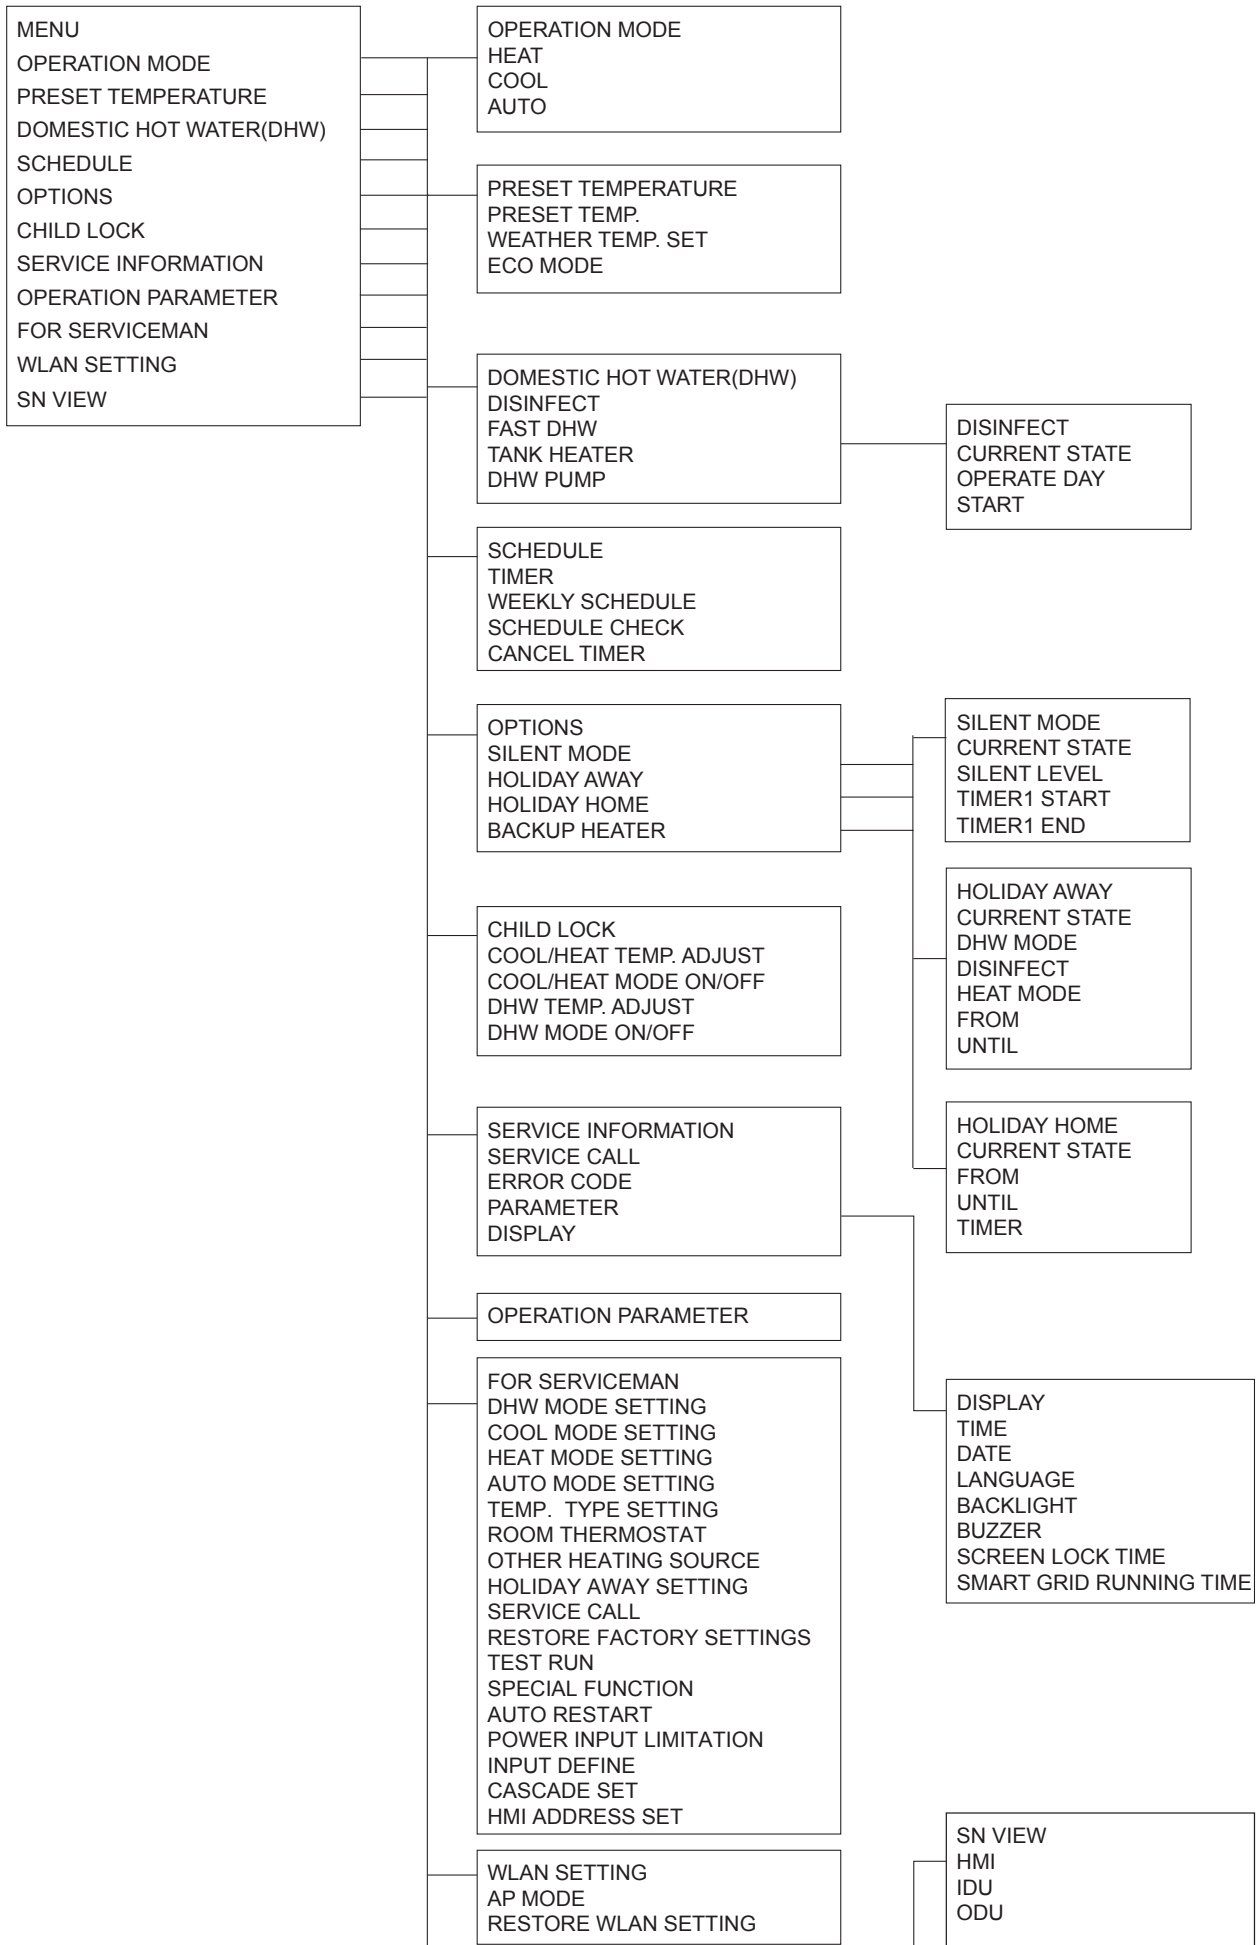 MENU
OPERATION MODE
PRESET TEMPERATURE
DOMESTIC HOT WATER(DHW)
SCHEDULE
OPTIONS
CHILD LOCK
SERVICE INFORMATION
OPERATION PARAMETER
FOR SERVICEMAN
WLAN SETTING
SN VIEW
OPERATION MODE
HEAT
COOL
AUTO
PRESET TEMPERATURE
PRESET TEMP.
WEATHER TEMP. SET
ECO MODE
DOMESTIC HOT WATER(DHW)
DISINFECT
FAST DHW
TANK HEATER
DHW PUMP
DISINFECT
CURRENT STATE
OPERATE DAY
START
SCHEDULE
TIMER
WEEKLY SCHEDULE
SCHEDULE CHECK
CANCEL TIMER
OPTIONS
SILENT MODE
HOLIDAY AWAY
HOLIDAY HOME
BACKUP HEATER
SILENT MODE
CURRENT STATE
SILENT LEVEL
TIMER1 START
TIMER1 END
HOLIDAY AWAY
CURRENT STATE
DHW MODE
DISINFECT
HEAT MODE
FROM
UNTIL
HOLIDAY HOME
CURRENT STATE
FROM
UNTIL
TIMER
CHILD LOCK
COOL/HEAT TEMP. ADJUST
COOL/HEAT MODE ON/OFF
DHW TEMP. ADJUST
DHW MODE ON/OFF
SERVICE INFORMATION
SERVICE CALL
ERROR CODE
PARAMETER
DISPLAY
DISPLAY
TIME
DATE
LANGUAGE
BACKLIGHT
BUZZER
SCREEN LOCK TIME
SMART GRID RUNNING TIME
OPERATION PARAMETER
FOR SERVICEMAN
DHW MODE SETTING
COOL MODE SETTING
HEAT MODE SETTING
AUTO MODE SETTING
TEMP. TYPE SETTING
ROOM THERMOSTAT
OTHER HEATING SOURCE
HOLIDAY AWAY SETTING
SERVICE CALL
RESTORE FACTORY SETTINGS
TEST RUN
SPECIAL FUNCTION
AUTO RESTART
POWER INPUT LIMITATION
INPUT DEFINE
CASCADE SET
HMI ADDRESS SET
WLAN SETTING
AP MODE
RESTORE WLAN SETTING
SN VIEW
HMI
IDU
ODU